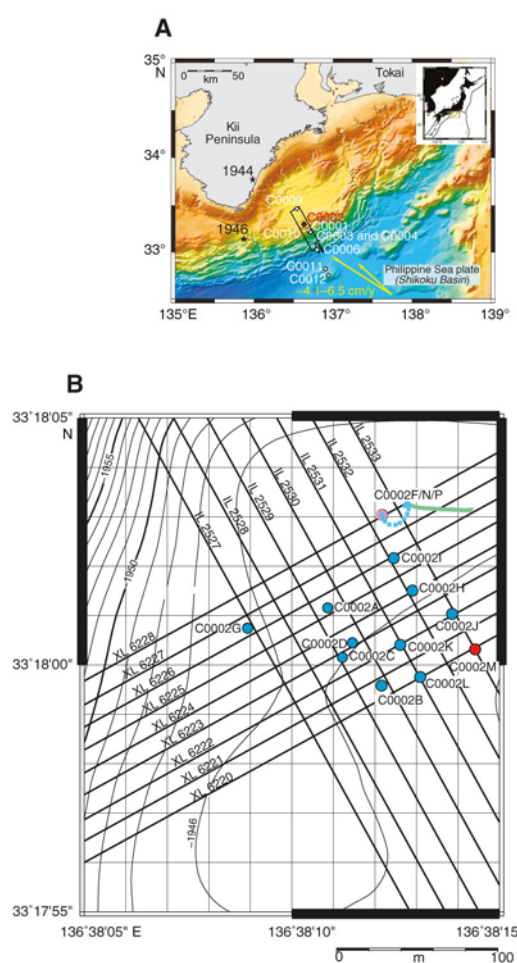 A
35°
N
0 50
km
Tokai
Kii
Peninsula
34°
1944
C0009
C0002
1946
C0001
C0010
C0003 and C0004
33°
C0006
C0011
C0012
Philippine Sea plate
(Shikoku Basin)
~4.1–6.5 cm/y
135°E 136° 137° 138° 139°
B
33°18'05"
N
1955
IL 2527
IL 2528
IL 2529
IL 2530
IL 2531
IL 2532
IL 2533
C0002F/N/P
1950
C0002I
C0002H
C0002A
C0002G
C0002J
XL 6228
C0002D
C0002K
33°18'00"
XL 6227
C0002C
C0002M
XL 6226
C0002L
XL 6225
C0002B
XL 6224
XL 6223
XL 6222
XL 6221
XL 6220
~1946
33°17'55"
136°38'05" E 136°38'10" 136°38'15"
0 m 100